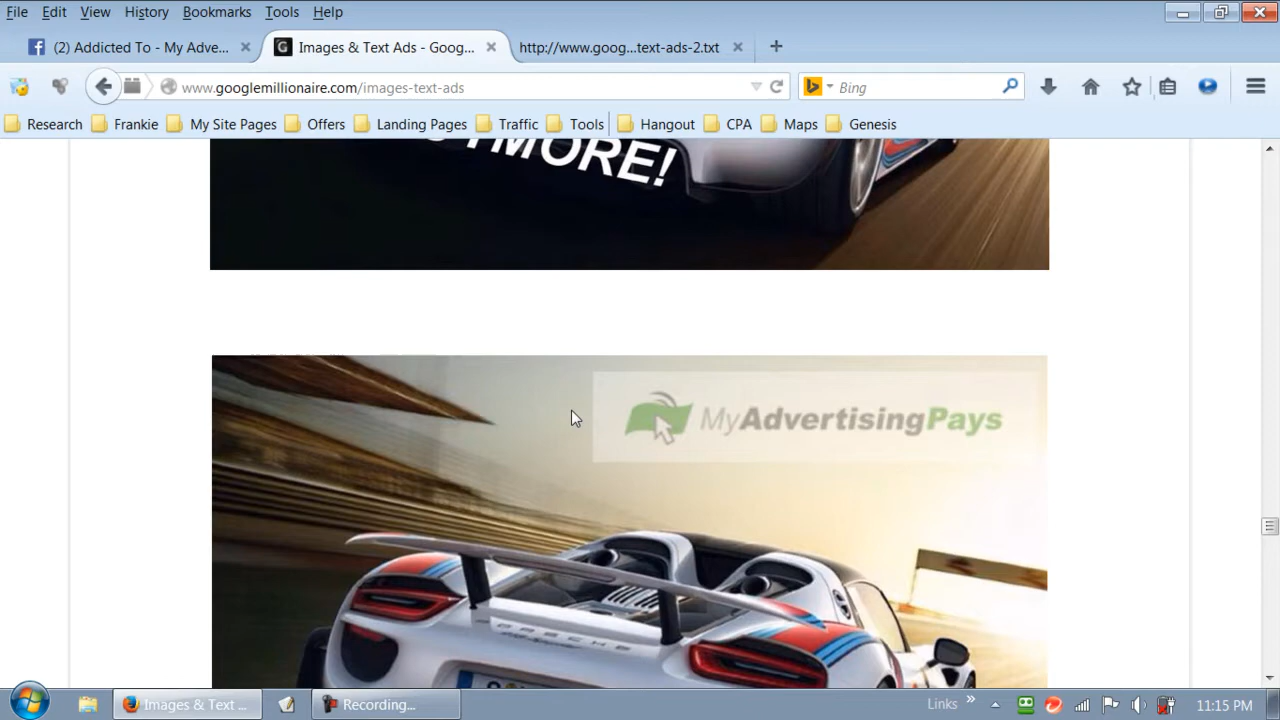 File Edit View History Bookmarks Tools Help
(2) Addicted To - My Adve...
Images & Text Ads - Goog...
http://www.goog...text-ads-2.txt
www.googlemillionaire.com/images-text-ads
Bing
Research Frankie My Site Pages Offers Landing Pages Traffic Tools Hangout CPA Maps Genesis
MORE!
MyAdvertisingPays
PORSCHE
Images & Text ...
Recording...
Links
11:15 PM